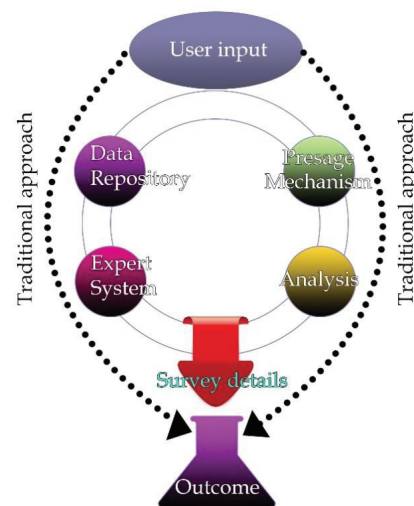 User input
Traditional approach
Data
Repository
Presage
Mechanism
Traditional approach
Expert
System
Analysis
Survey details
Outcome